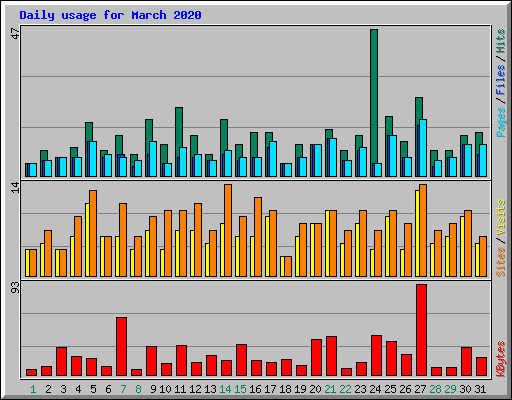 Daily usage for March 2020
47
Pages / Files / Hits
14
Sites / Visits
93
KBytes
1 2 3 4 5 6 7 8 9 10 11 12 13 14 15 16 17 18 19 20 21 22 23 24 25 26 27 28 29 30 31